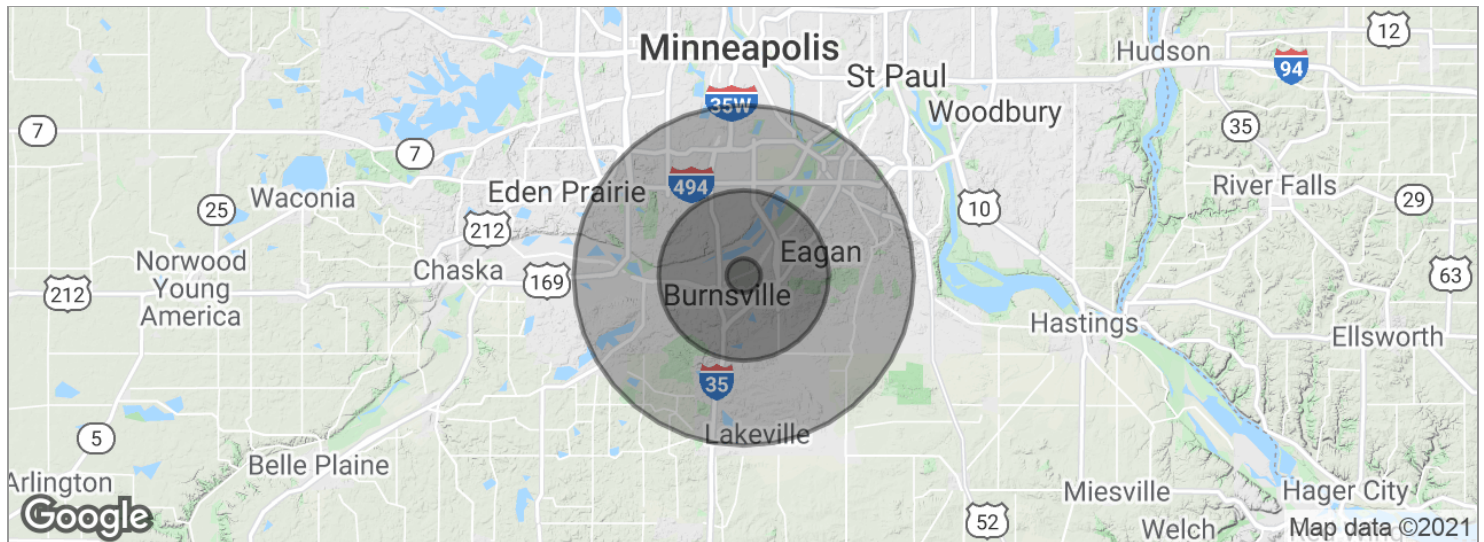 Minneapolis
Hudson
12
St Paul
94
35W
Woodbury
7
35
7
494
Eden Prairie
River Falls
Waconia
29
25
10
212
Eagan
Norwood
Young
America
Chaska
63
169
212
Burnsville
Hastings
Ellsworth
35
5
Lakeville
Belle Plaine
Arlington
Miesville
Hager City
Google
52
Welch
Map data ©2021